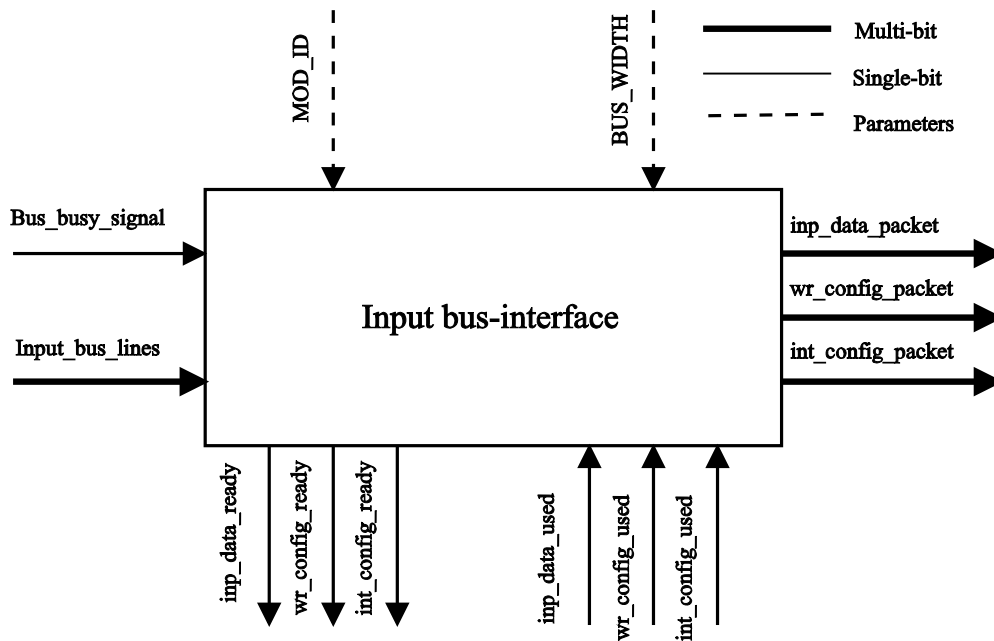 MOD_ID
BUS_WIDTH
Multi-bit
Single-bit
Parameters
Bus_busy_signal
Input_bus_lines
Input bus-interface
inp_data_packet
wr_config_packet
int_config_packet
inp_data_ready
wr_config_ready
int_config_ready
inp_data_used
wr_config_used
int_config_used